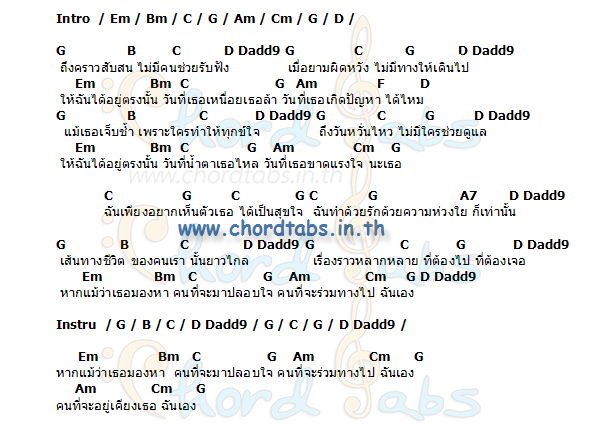 Intro / Em / Bm / C / G / Am / Cm / G / D /
G B C D Dadd9 G C G D Dadd9
ถึงคราวสับสน ไม่มีคนช่วยรับฟัง เมื่อยามผิดหวัง ไม่มีทางให้เดินไป
Em Bm C G Am F D
ให้ฉันได้อยู่ตรงนั้น วันที่เธอเหนื่อยเธอล้า วันที่เธอเกิดปัญหา ได้ไหม
G B C D Dadd9 G C G D Dadd9
แม้เธอเจ็บช้ำ เพราะใครทำให้ทุกข์ใจ ถึงวันหวั่นไหว ไม่มีใครช่วยดูแล
Em Bm C G Am Cm G
ให้ฉันได้อยู่ตรงนั้น วันที่น้ำตาเธอไหล วันที่เธอขาดแรงใจ นะเธอ
www.chordtabs.in.th
C G C G C G A7 D Dadd9
ฉันเพียงอยากเห็นตัวเธอ ได้เป็นสุขใจ ฉันทำด้วยรักด้วยความห่วงใย ก็เท่านั้น
www.chordtabs.in.th
G B C D Dadd9 G C G D Dadd9
เส้นทางชีวิต ของคนเรา นั้นยาวไกล เรื่องราวหลากหลาย ที่ต้องไป ที่ต้องเจอ
Em Bm C G Am Cm G D Dadd9
หากแม้ว่าเธอมองหา คนที่จะมาปลอบใจ คนที่จะร่วมทางไป ฉันเอง
Instru / G / B / C / D Dadd9 / G / C / G / D Dadd9 /
Em Bm C G Am Cm G
หากแม้ว่าเธอมองหา คนที่จะมาปลอบใจ คนที่จะร่วมทางไป ฉันเอง
Am Cm G
คนที่จะอยู่เคียงเธอ ฉันเอง